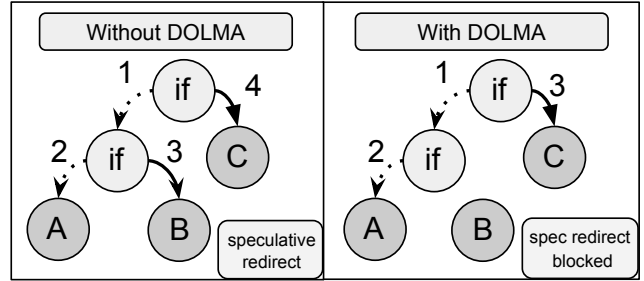 Without DOLMA
1
if
4
2
if
3
C
A
B
speculative
redirect
With DOLMA
1
if
3
2
if
C
A
B
spec redirect
blocked